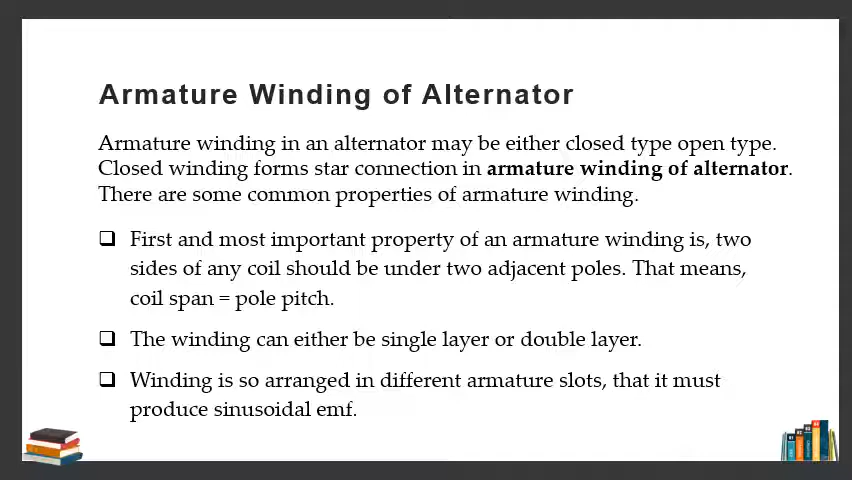 Armature Winding of Alternator
Armature winding in an alternator may be either closed type open type.
Closed winding forms star connection in armature winding of alternator.
There are some common properties of armature winding.
❑ First and most important property of an armature winding is, two
sides of any coil should be under two adjacent poles. That means,
coil span = pole pitch.
❑ The winding can either be single layer or double layer.
❑ Winding is so arranged in different armature slots, that it must
produce sinusoidal emf.